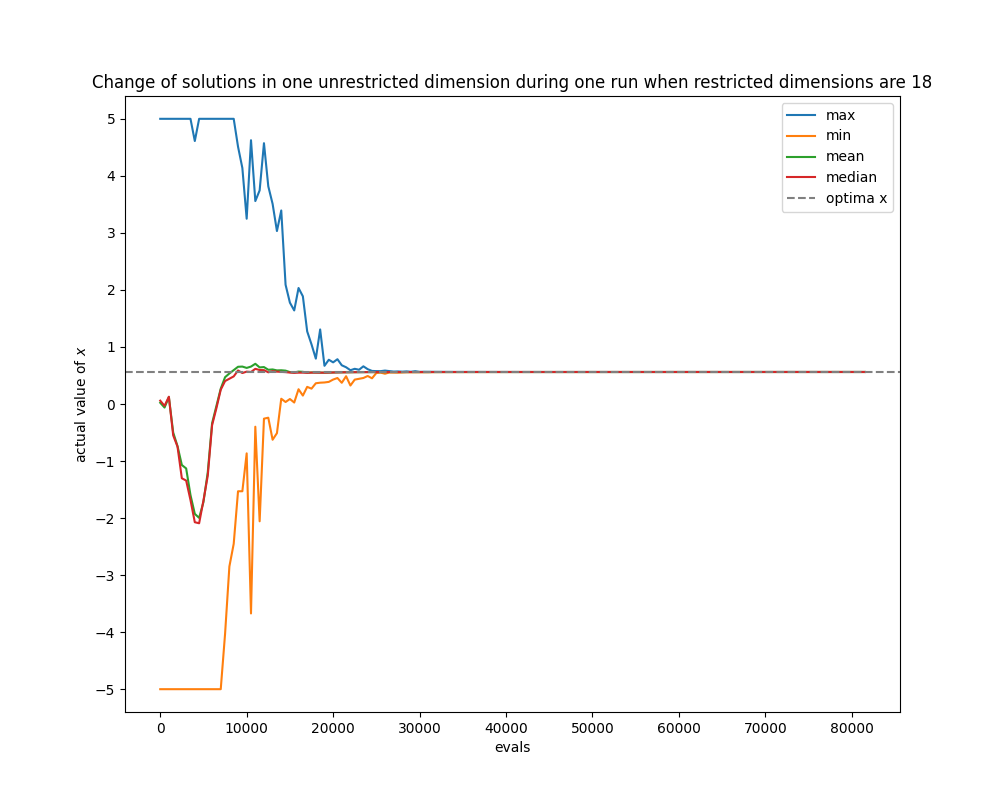 Change of solutions in one unrestricted dimension during one run when restricted dimensions are 18
max
min
mean
median
optima x
5
4
3
2
1
0
−1
−2
−3
−4
−5
actual value of x
0 10000 20000 30000 40000 50000 60000 70000 80000
evals